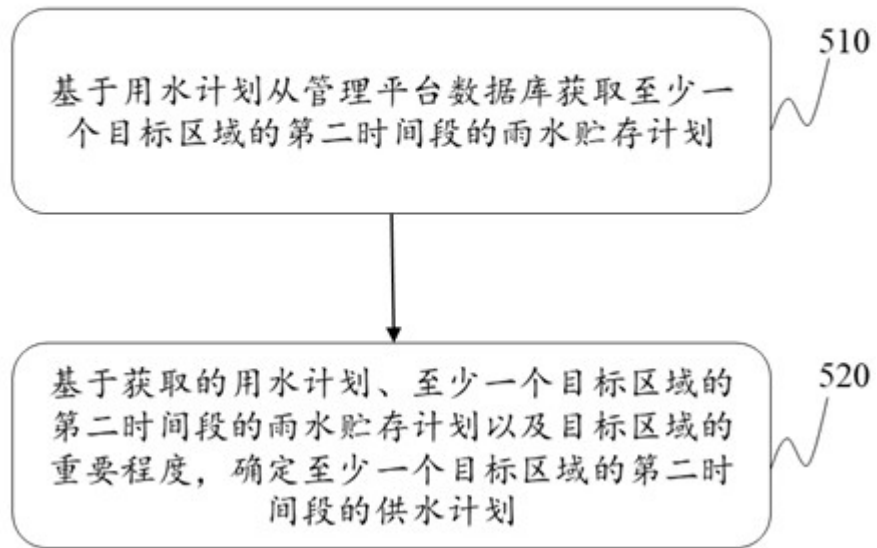 基于用水计划从管理平台数据库获取至少一
个目标区域的第二时间段的雨水贮存计划
510
基于获取的用水计划、至少一个目标区域的
第二时间段的雨水贮存计划以及目标区域的
重要程度，确定至少一个目标区域的第二时
间段的供水计划
520